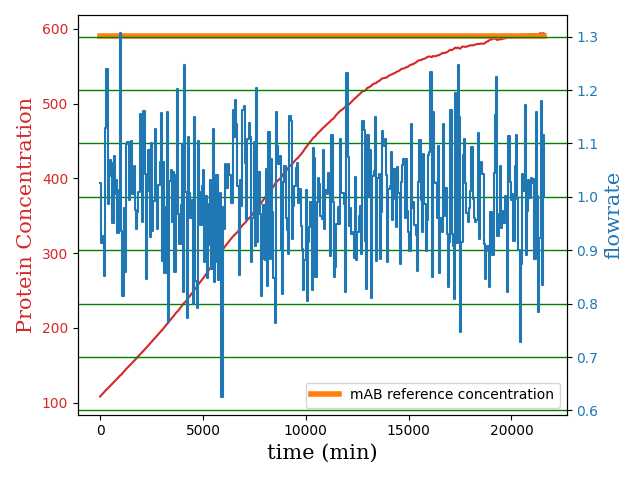 600
500
400
300
200
100
Protein Concentration
1.3
1.2
1.1
1.0
0.9
0.8
0.7
0.6
flowrate
mAB reference concentration
0 5000 10000 15000 20000
time (min)